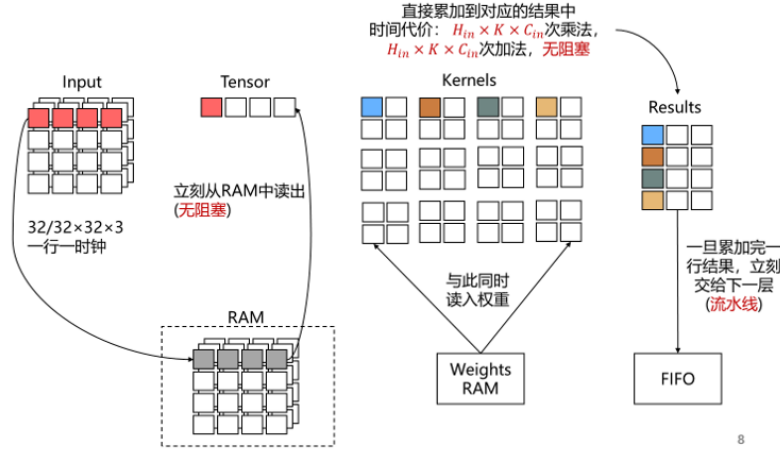 直接累加到对应的结果中
时间代价： H_in × K × C_in次乘法，
H_in × K × C_in次加法，无阻塞
Input
Tensor
Kernels
Results
立刻从RAM中读出
(无阻塞)
32/32×32×3
一行一时钟
与此同时
读入权重
一旦累加完一
行结果，立刻
交给下一层
(流水线)
RAM
Weights
RAM
FIFO
8